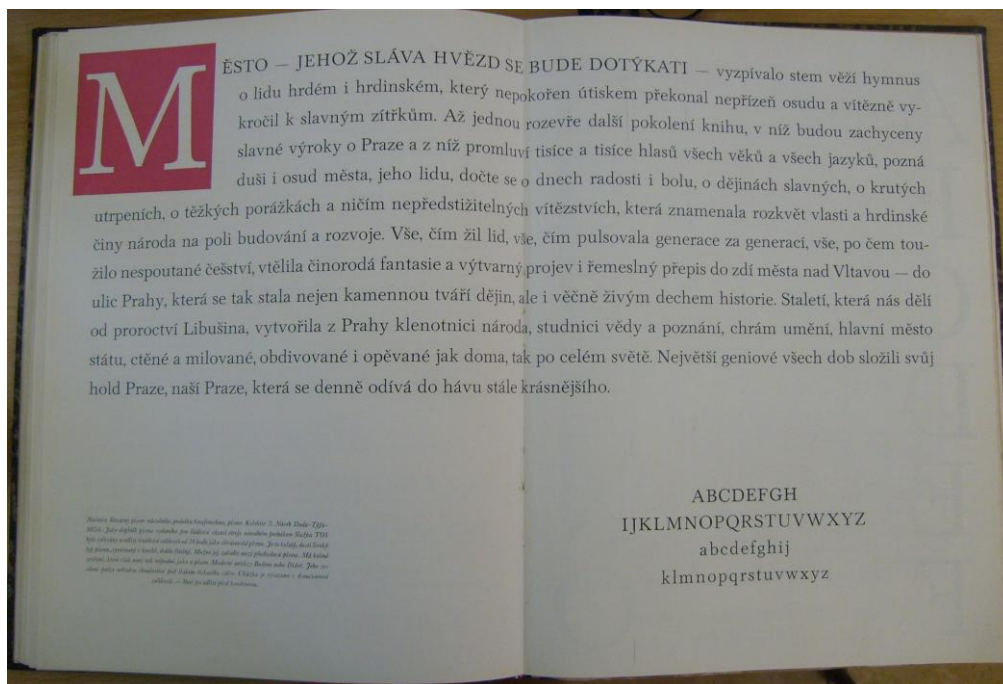 MĚSTO — JEHOŽ SLÁVA HVĚZD SE BUDE DOTÝKATI — vyzpívalo stem věží hymnus
o lidu hrdém i hrdinském, který nepokořen útiskem překonal nepřízeň osudu a vítězně vy-
kročil k slavným zítřkům. Až jednou rozevře další pokolení knihu, v níž budou zachyceny
slavné výroky o Praze a z níž promluví tisíce a tisíce hlasů všech věků a všech jazyků, pozná
duši i osud města, jeho lidu, dočte se o dnech radosti i bolu, o dějinách slavných, o krutých
utrpeních, o těžkých porážkách a ničím nepředstižitelných vítězstvích, která znamenala rozkvět vlasti a hrdinské
činy národa na poli budování a rozvoje. Vše, čím žil lid, vše, čím pulsovala generace za generací, vše, po čem tou-
žilo nespoutané češství, vtělila činorodá fantasie a výtvarný projev i řemeslný přepis do zdí města nad Vltavou — do
ulic Prahy, která se tak stala nejen kamennou tváří dějin, ale i věčně živým dechem historie. Staletí, která nás dělí
od proroctví Libušina, vytvořila z Prahy klenotnici národa, studnici vědy a poznání, chrám umění, hlavní město
státu, ctěné a milované, obdivované i opěvané jak doma, tak po celém světě. Největší geniové všech dob složili svůj
hold Praze, naší Praze, která se denně odívá do hávu stále krásnějšího.
ABCDEFGH
IJKLMNOPQRSTUVWXYZ
abcdefghij
klmnopqrstuvwxyz